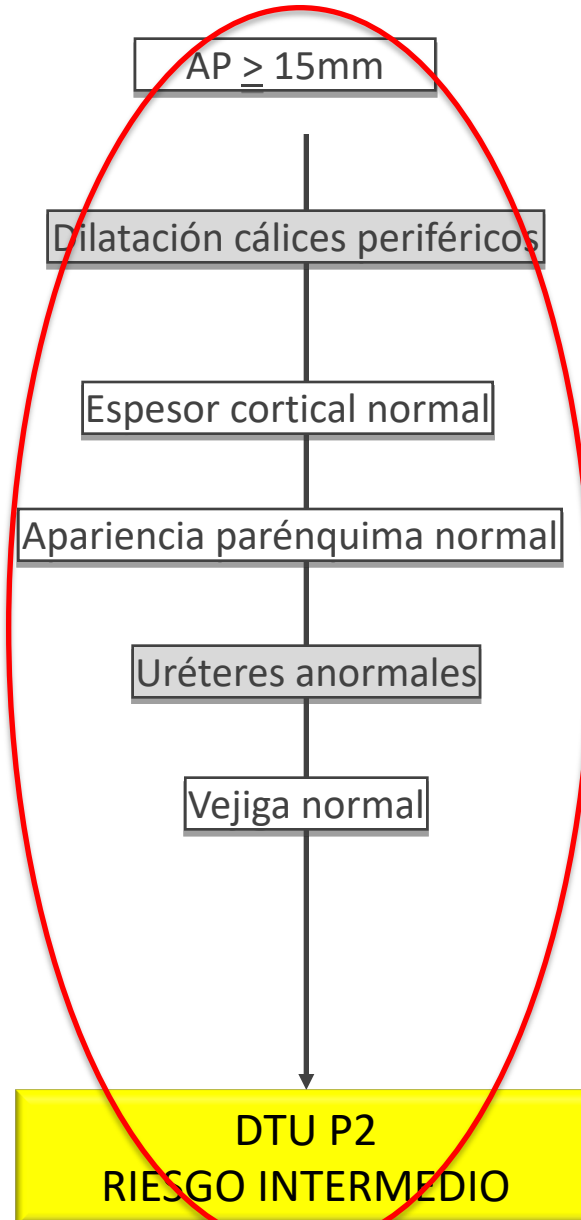 AP ≥ 15mm
Dilatación cálices periféricos
Espesor cortical normal
Apariencia parénquima normal
Uréteres anormales
Vejiga normal
DTU P2
RIESGO INTERMEDIO